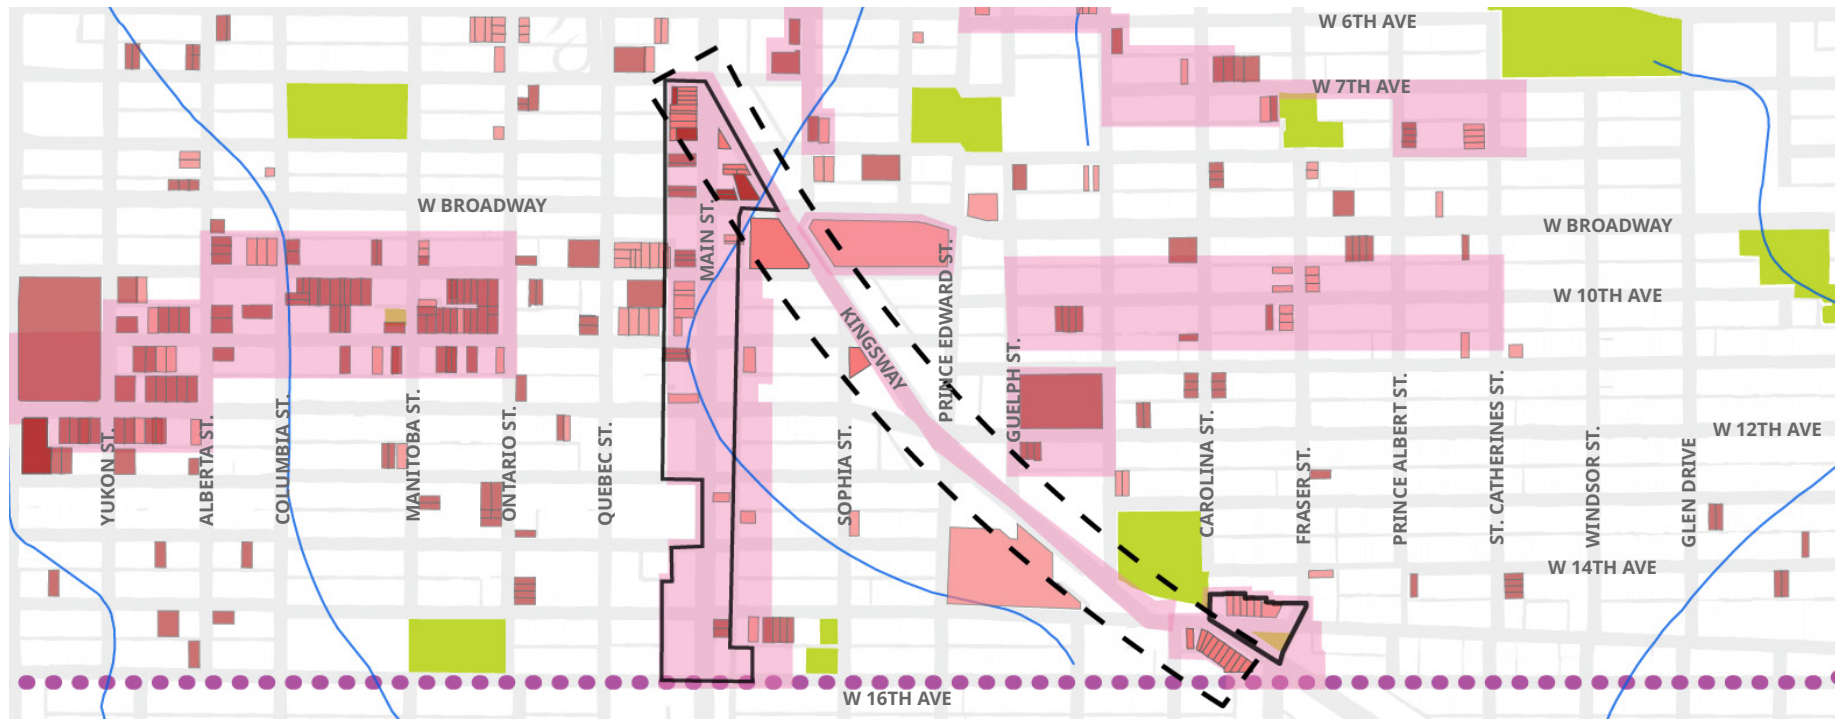 W 6TH AVE
W 7TH AVE
W BROADWAY
W BROADWAY
MAIN ST.
PRINCE EDWARD ST.
W 10TH AVE
KINGSWAY
GUELPH ST.
W 12TH AVE
YUKON ST.
ALBERTA ST.
COLUMBIA ST.
MANITOBA ST.
ONTARIO ST.
QUEBEC ST.
SOPHIA ST.
CAROLINA ST.
FRASER ST.
PRINCE ALBERT ST.
ST. CATHERINES ST.
WINDSOR ST.
GLEN DRIVE
W 14TH AVE
W 16TH AVE